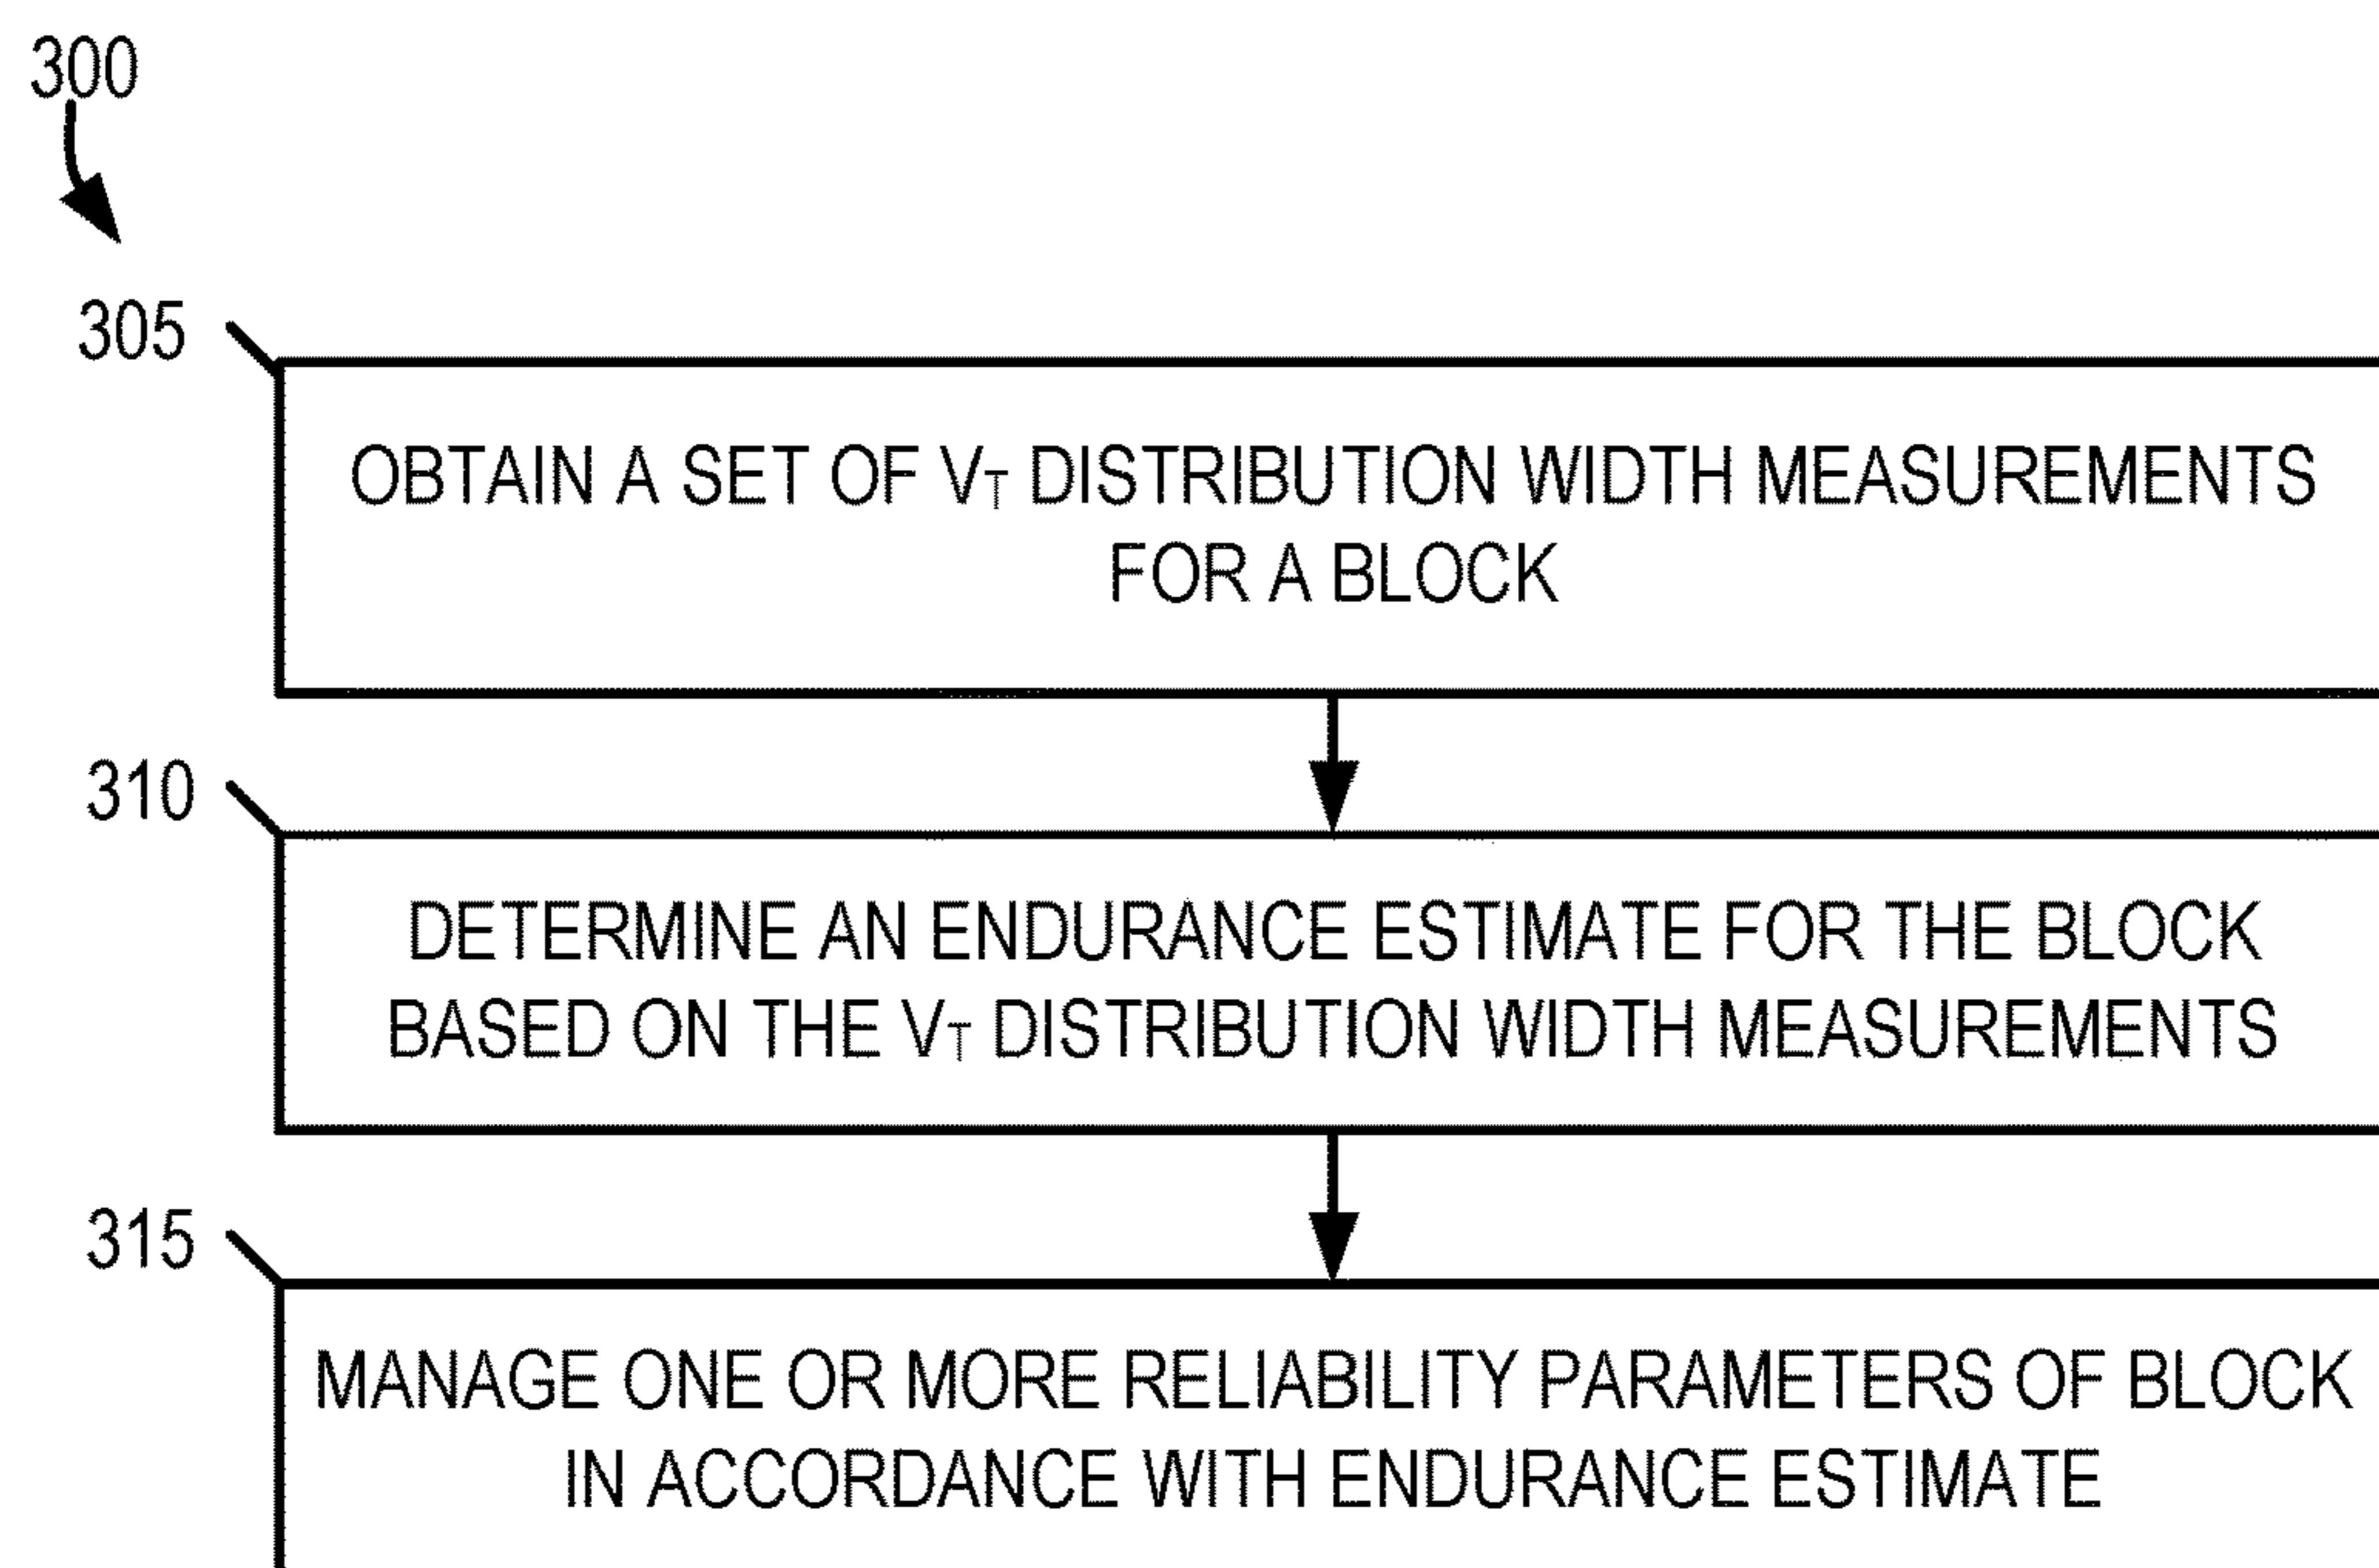 300
305
OBTAIN A SET OF VT DISTRIBUTION WIDTH MEASUREMENTS
FOR A BLOCK
310
DETERMINE AN ENDURANCE ESTIMATE FOR THE BLOCK
BASED ON THE VT DISTRIBUTION WIDTH MEASUREMENTS
315
MANAGE ONE OR MORE RELIABILITY PARAMETERS OF BLOCK
IN ACCORDANCE WITH ENDURANCE ESTIMATE